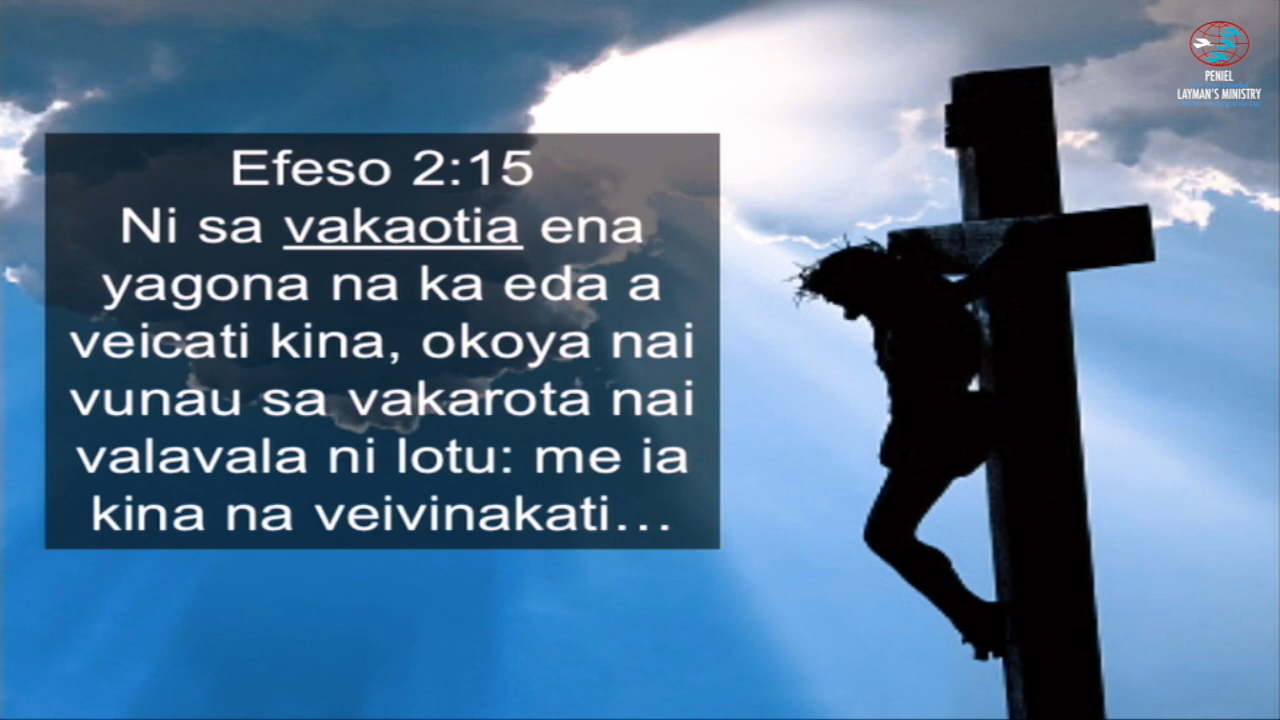 PENIEL
LAYMAN'S MINISTRY
Efeso 2:15
Ni sa vakaotia ena
yagona na ka eda a
veicati kina, okoya nai
vunau sa vakarota nai
valavala ni lotu: me ia
kina na veivinakati…